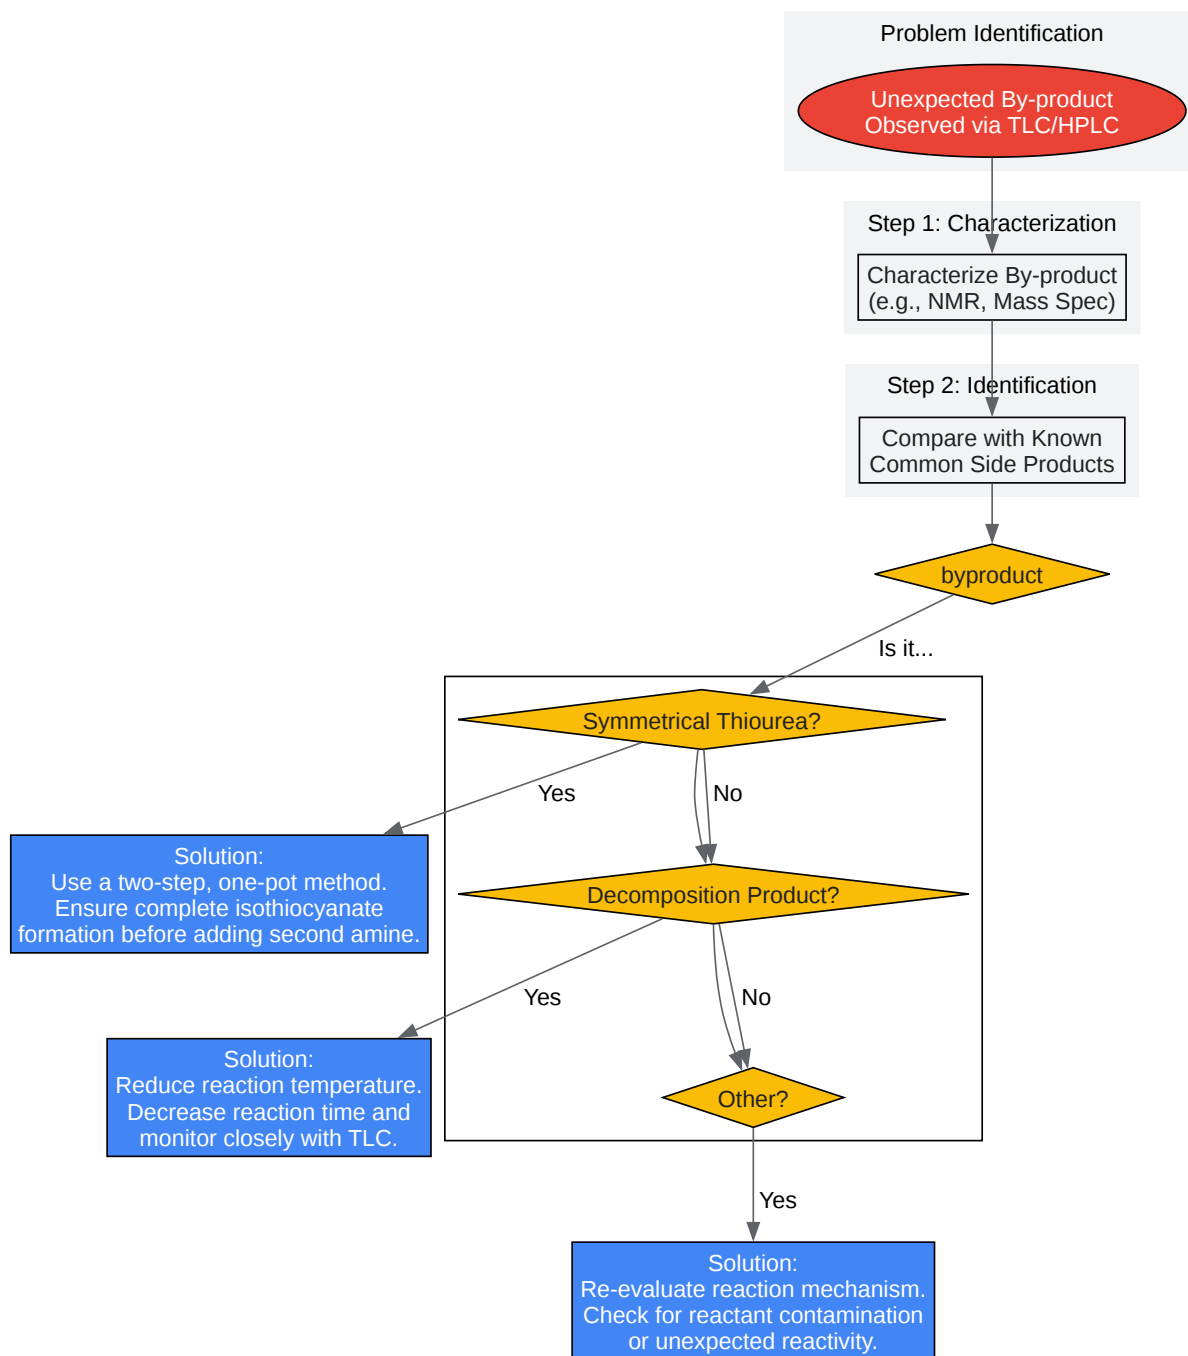 Problem Identification
Unexpected By-product
Observed via TLC/HPLC
Step 1: Characterization
Characterize By-product
(e.g., NMR, Mass Spec)
Step 2: Identification
Compare with Known
Common Side Products
byproduct
Is it...
Symmetrical Thiourea?
Yes
No
Solution:
Use a two-step, one-pot method.
Ensure complete isothiocyanate
formation before adding second amine.
Decomposition Product?
Yes
No
Solution:
Reduce reaction temperature.
Decrease reaction time and
monitor closely with TLC.
Other?
Yes
Solution:
Re-evaluate reaction mechanism.
Check for reactant contamination
or unexpected reactivity.